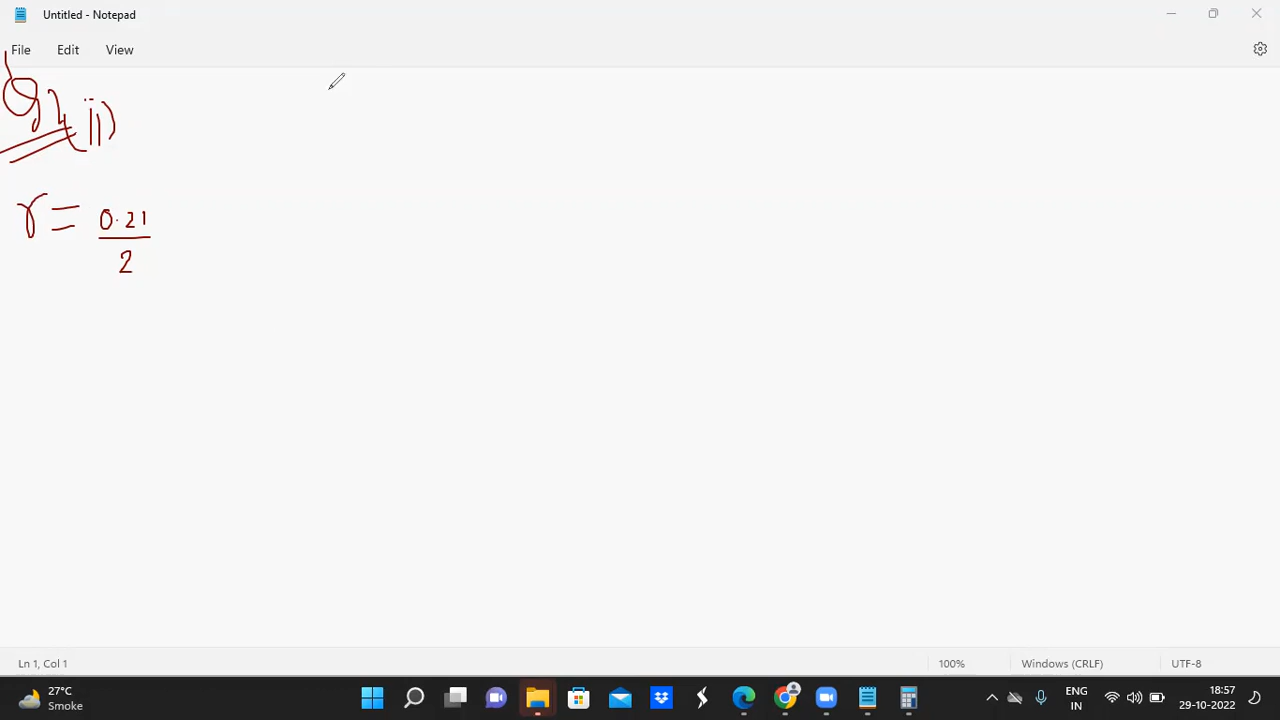 Untitled - Notepad
File Edit View
ii)
r = 0.21
2
Ln 1, Col 1 100% Windows (CRLF) UTF-8
27°C
Smoke
ENG
IN
18:57
29-10-2022